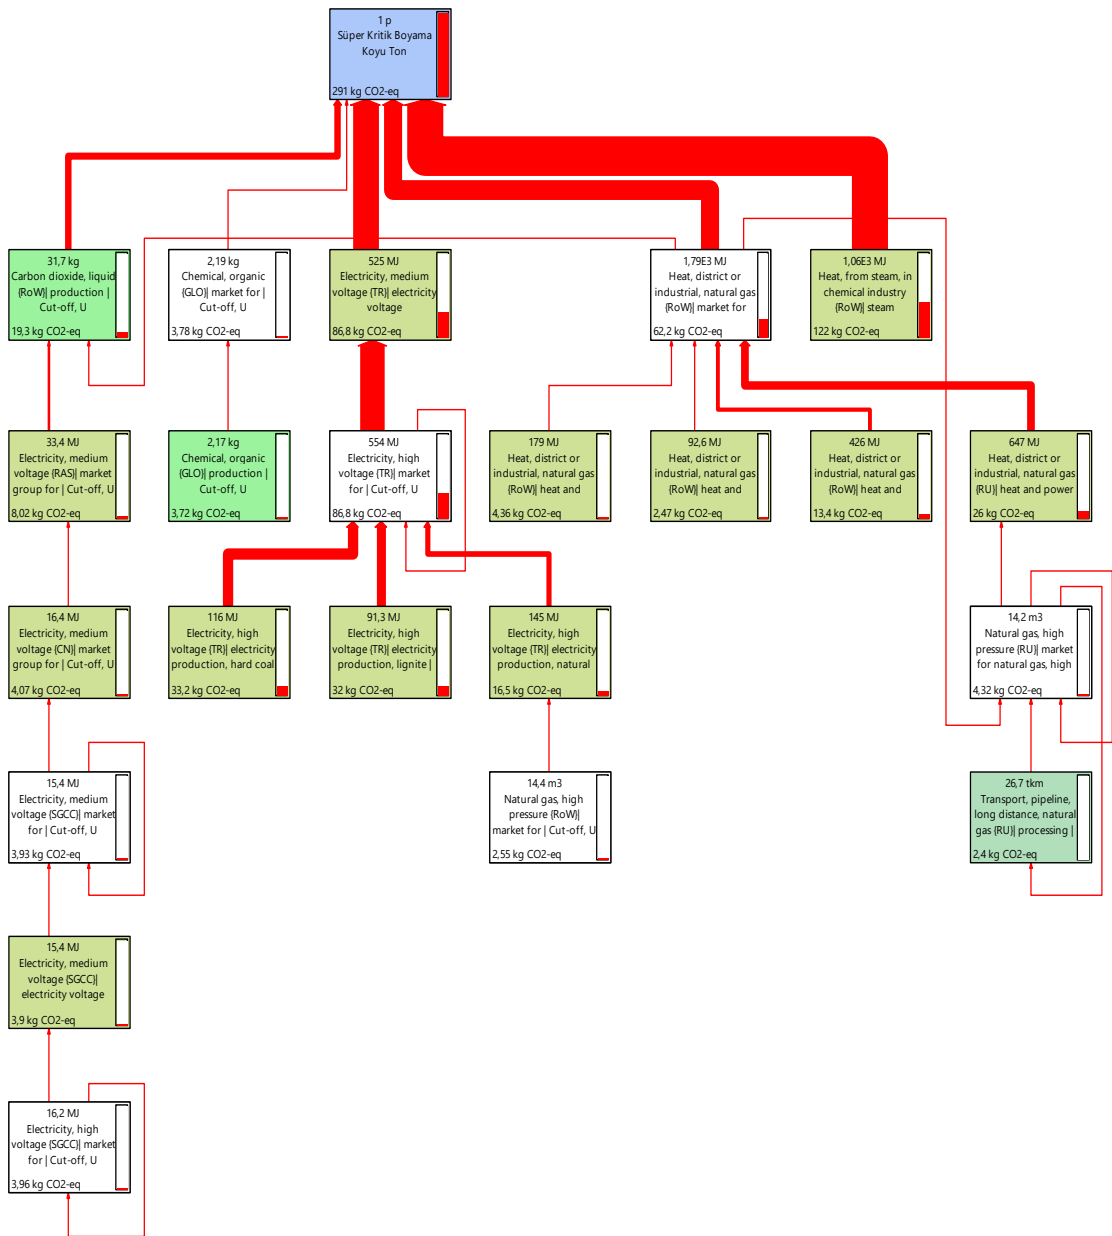 1 p
Süper Kritik Boyama
Koyu Ton
291 kg CO2-eq
31,7 kg
Carbon dioxide, liquid
{RoW}| production |
Cut-off, U
19,3 kg CO2-eq
2,19 kg
Chemical, organic
{GLO}| market for |
Cut-off, U
3,78 kg CO2-eq
525 MJ
Electricity, medium
voltage {TR}| electricity
voltage
86,8 kg CO2-eq
1,79E3 MJ
Heat, district or
industrial, natural gas
{RoW}| market for
62,2 kg CO2-eq
1,06E3 MJ
Heat, from steam, in
chemical industry
{RoW}| steam
122 kg CO2-eq
33,4 MJ
Electricity, medium
voltage {RAS}| market
group for | Cut-off, U
8,02 kg CO2-eq
2,17 kg
Chemical, organic
{GLO}| production |
Cut-off, U
3,72 kg CO2-eq
554 MJ
Electricity, high
voltage {TR}| market
for | Cut-off, U
86,8 kg CO2-eq
179 MJ
Heat, district or
industrial, natural gas
{RoW}| heat and
4,36 kg CO2-eq
92,6 MJ
Heat, district or
industrial, natural gas
{RoW}| heat and
2,47 kg CO2-eq
426 MJ
Heat, district or
industrial, natural gas
{RoW}| heat and
13,4 kg CO2-eq
647 MJ
Heat, district or
industrial, natural gas
{RU}| heat and power
26 kg CO2-eq
16,4 MJ
Electricity, medium
voltage {CN}| market
group for | Cut-off, U
4,07 kg CO2-eq
116 MJ
Electricity, high
voltage {TR}| electricity
production, hard coal
33,2 kg CO2-eq
91,3 MJ
Electricity, high
voltage {TR}| electricity
production, lignite |
32 kg CO2-eq
145 MJ
Electricity, high
voltage {TR}| electricity
production, natural
16,5 kg CO2-eq
14,2 m3
Natural gas, high
pressure {RU}| market
for natural gas, high
4,32 kg CO2-eq
15,4 MJ
Electricity, medium
voltage {SGCC}| market
for | Cut-off, U
3,93 kg CO2-eq
14,4 m3
Natural gas, high
pressure {RoW}|
market for | Cut-off, U
2,55 kg CO2-eq
26,7 tkm
Transport, pipeline,
long distance, natural
gas {RU}| processing |
2,4 kg CO2-eq
15,4 MJ
Electricity, medium
voltage {SGCC}|
electricity voltage
3,9 kg CO2-eq
16,2 MJ
Electricity, high
voltage {SGCC}| market
for | Cut-off, U
3,96 kg CO2-eq